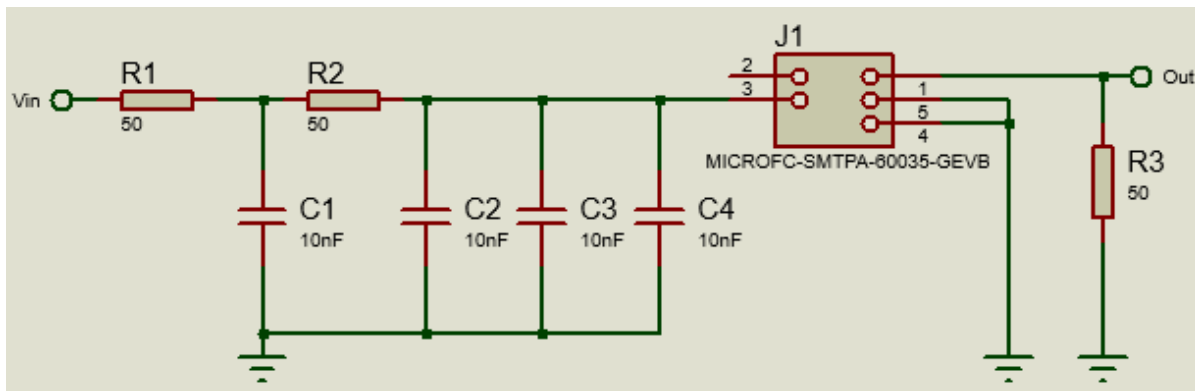 J1
R1
R2
2
Vin
3
1
Out
50
50
5
4
MICROFC-SMTPA-60035-GEVB
R3
50
C1
C2
C3
C4
10nF
10nF
10nF
10nF